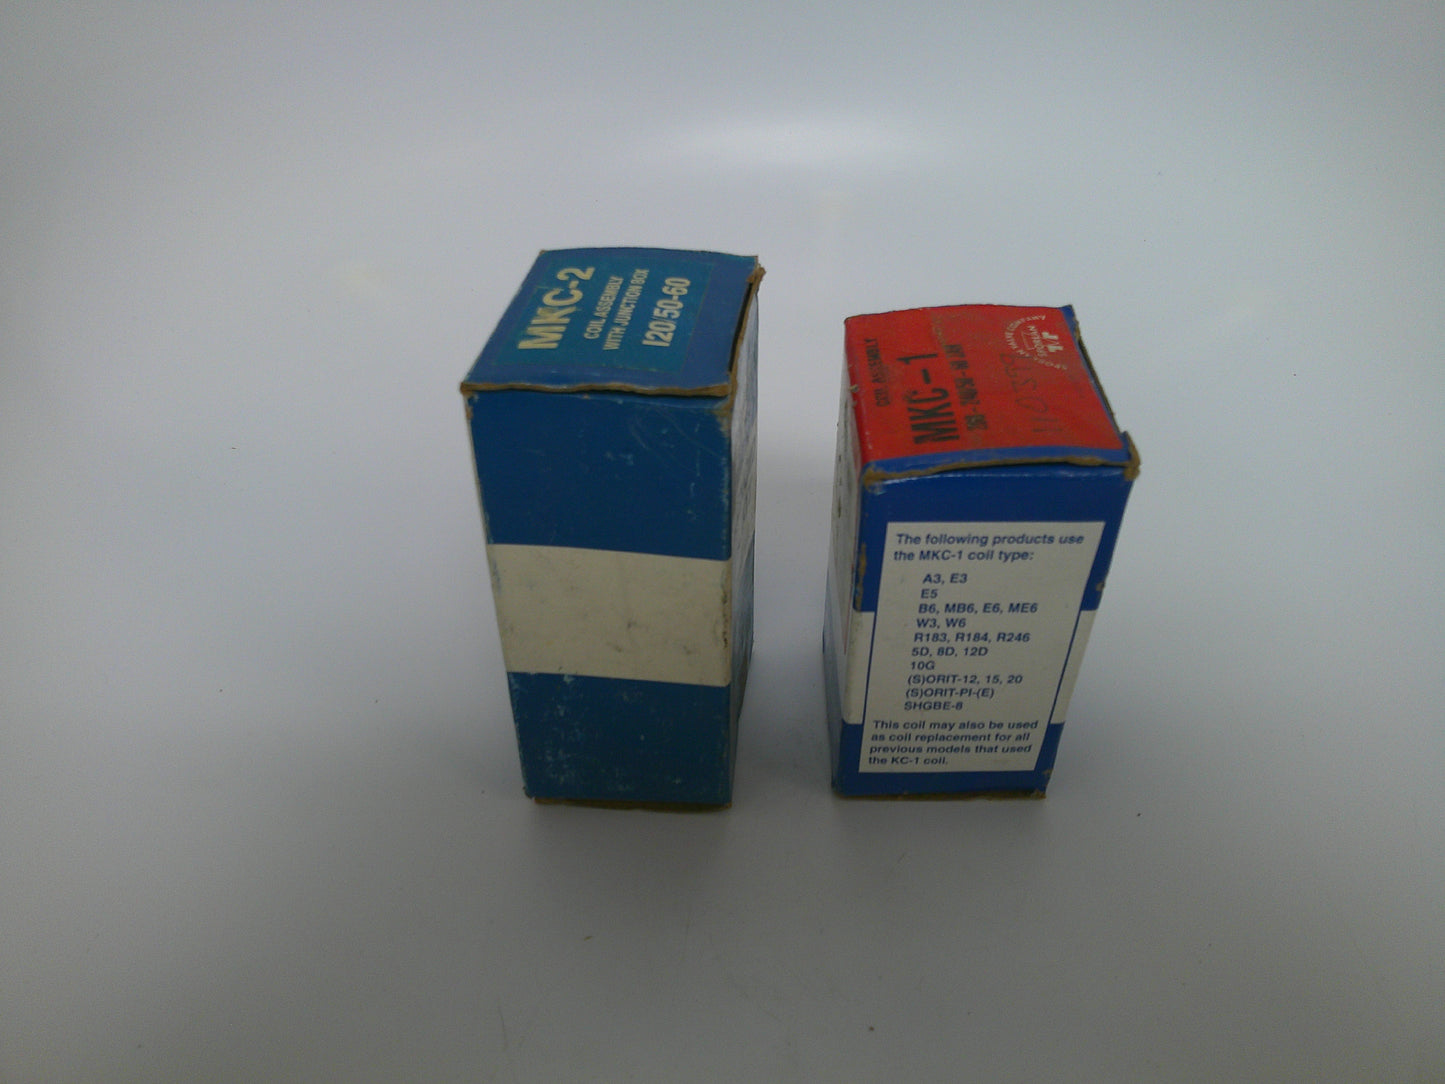 MKC-2
COIL ASSEMBLY
WITH JUNCTION BOX
120/50-60
COIL ASSEMBLY
MKC-1
SPORLAN
The following products use
the MKC-1 coil type:
A3, E3
E5
B6, MB6, E6, ME6
W3, W6
R183, R184, R246
5D, 8D, 12D
10G
(S)ORIT-12, 15, 20
(S)ORIT-PI-(E)
SHGBE-8
This coil may also be used
as coil replacement for all
previous models that used
the KC-1 coil.